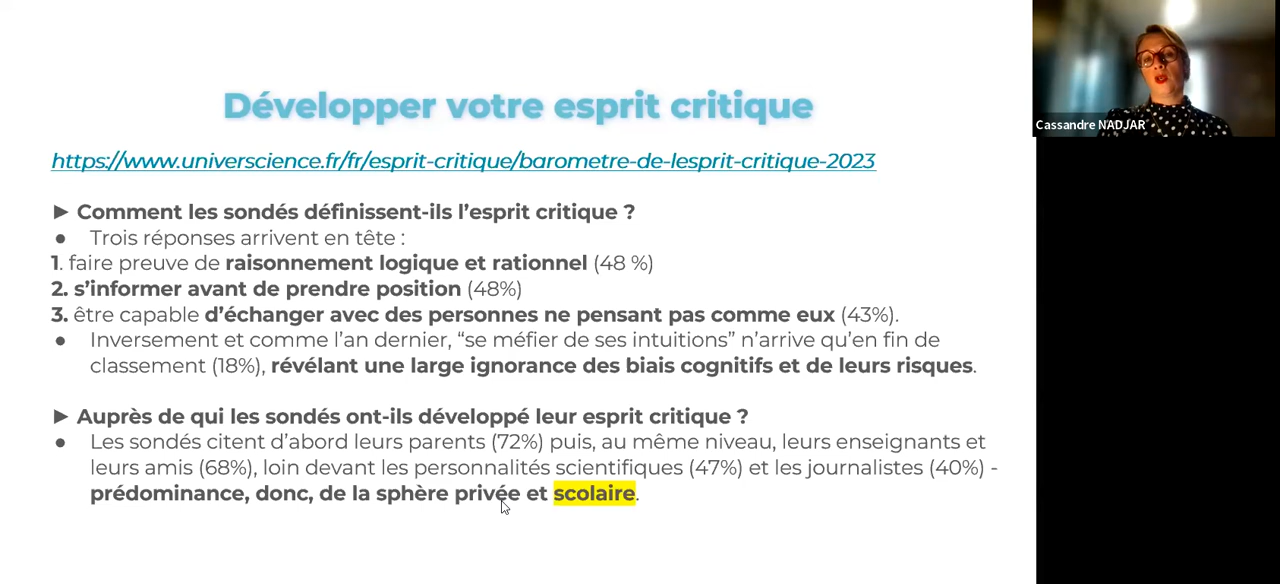 Développer votre esprit critique
https://www.universcience.fr/fr/esprit-critique/barometre-de-lesprit-critique-2023
► Comment les sondés définissent-ils l’esprit critique ?
● Trois réponses arrivent en tête :
1. faire preuve de raisonnement logique et rationnel (48 %)
2. s’informer avant de prendre position (48%)
3. être capable d’échanger avec des personnes ne pensant pas comme eux (43%).
● Inversement et comme l’an dernier, “se méfier de ses intuitions” n’arrive qu’en fin de
classement (18%), révélant une large ignorance des biais cognitifs et de leurs risques.
► Auprès de qui les sondés ont-ils développé leur esprit critique ?
● Les sondés citent d’abord leurs parents (72%) puis, au même niveau, leurs enseignants et
leurs amis (68%), loin devant les personnalités scientifiques (47%) et les journalistes (40%) -
prédominance, donc, de la sphère privée et scolaire.
Cassandre NADJAR